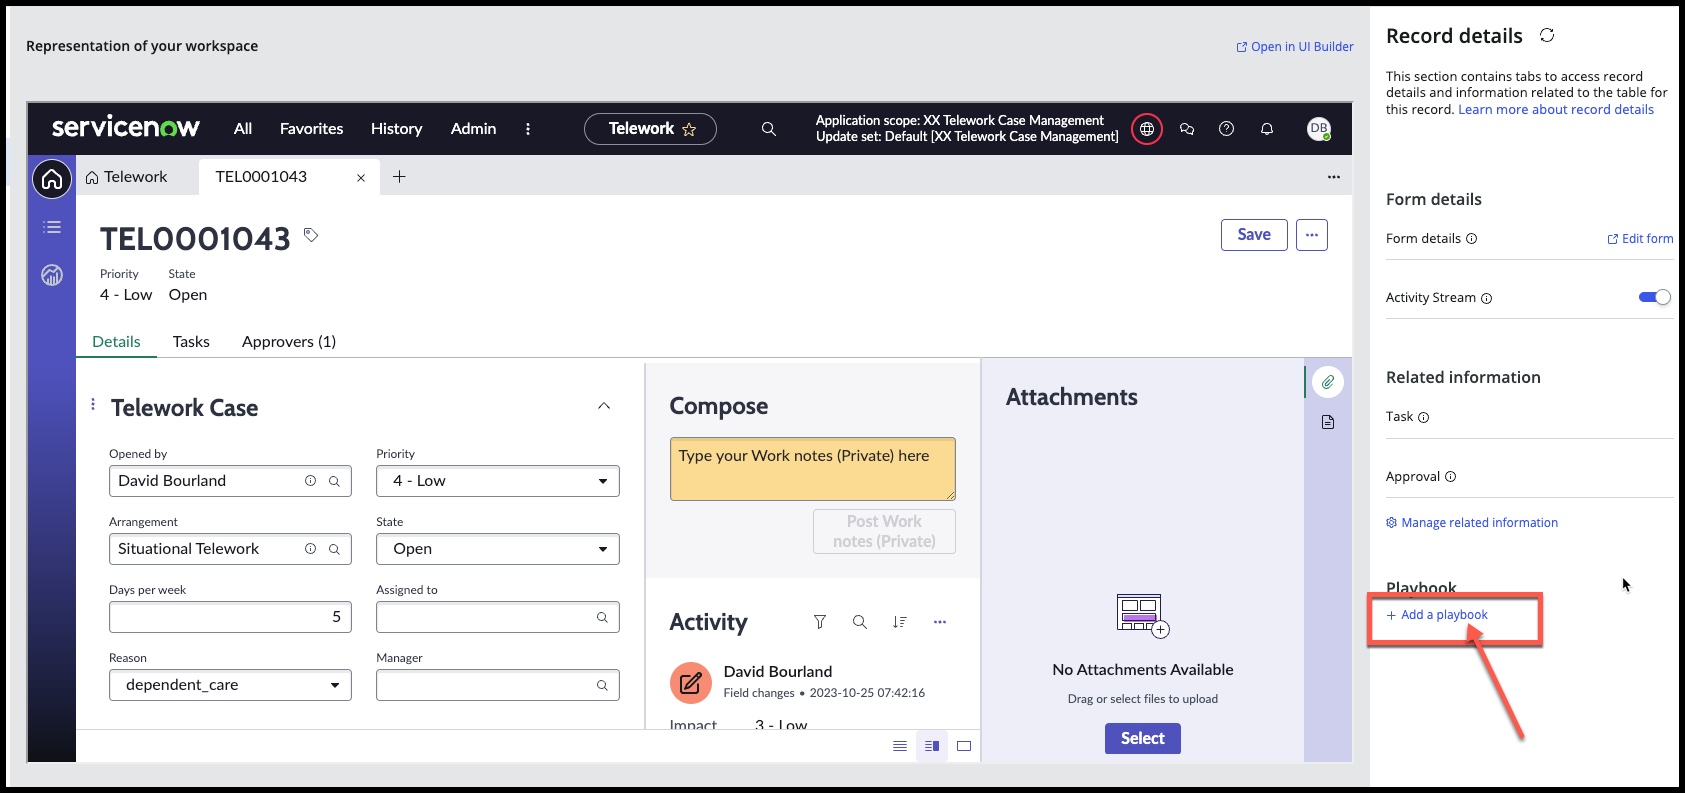 Representation of your workspace
Open in UI Builder
servicenow
All
Favorites
History
Admin
Telework
Application scope: XX Telework Case Management
Update set: Default [XX Telework Case Management]
DB
Telework
TEL0001043
TEL0001043
Save
Priority
State
4 - Low
Open
Details
Tasks
Approvers (1)
Telework Case
Opened by
David Bourland
Priority
4 - Low
Arrangement
Situational Telework
State
Open
Days per week
5
Assigned to
Reason
dependent_care
Manager
Compose
Type your Work notes (Private) here
Post Work
notes (Private)
Activity
David Bourland
Field changes • 2023-10-25 07:42:16
Impact
3 - Low
Attachments
No Attachments Available
Drag or select files to upload
Select
Record details
This section contains tabs to access record
details and information related to the table for
this record. Learn more about record details
Form details
Form details
Edit form
Activity Stream
Related information
Task
Approval
Manage related information
Playbook
+ Add a playbook